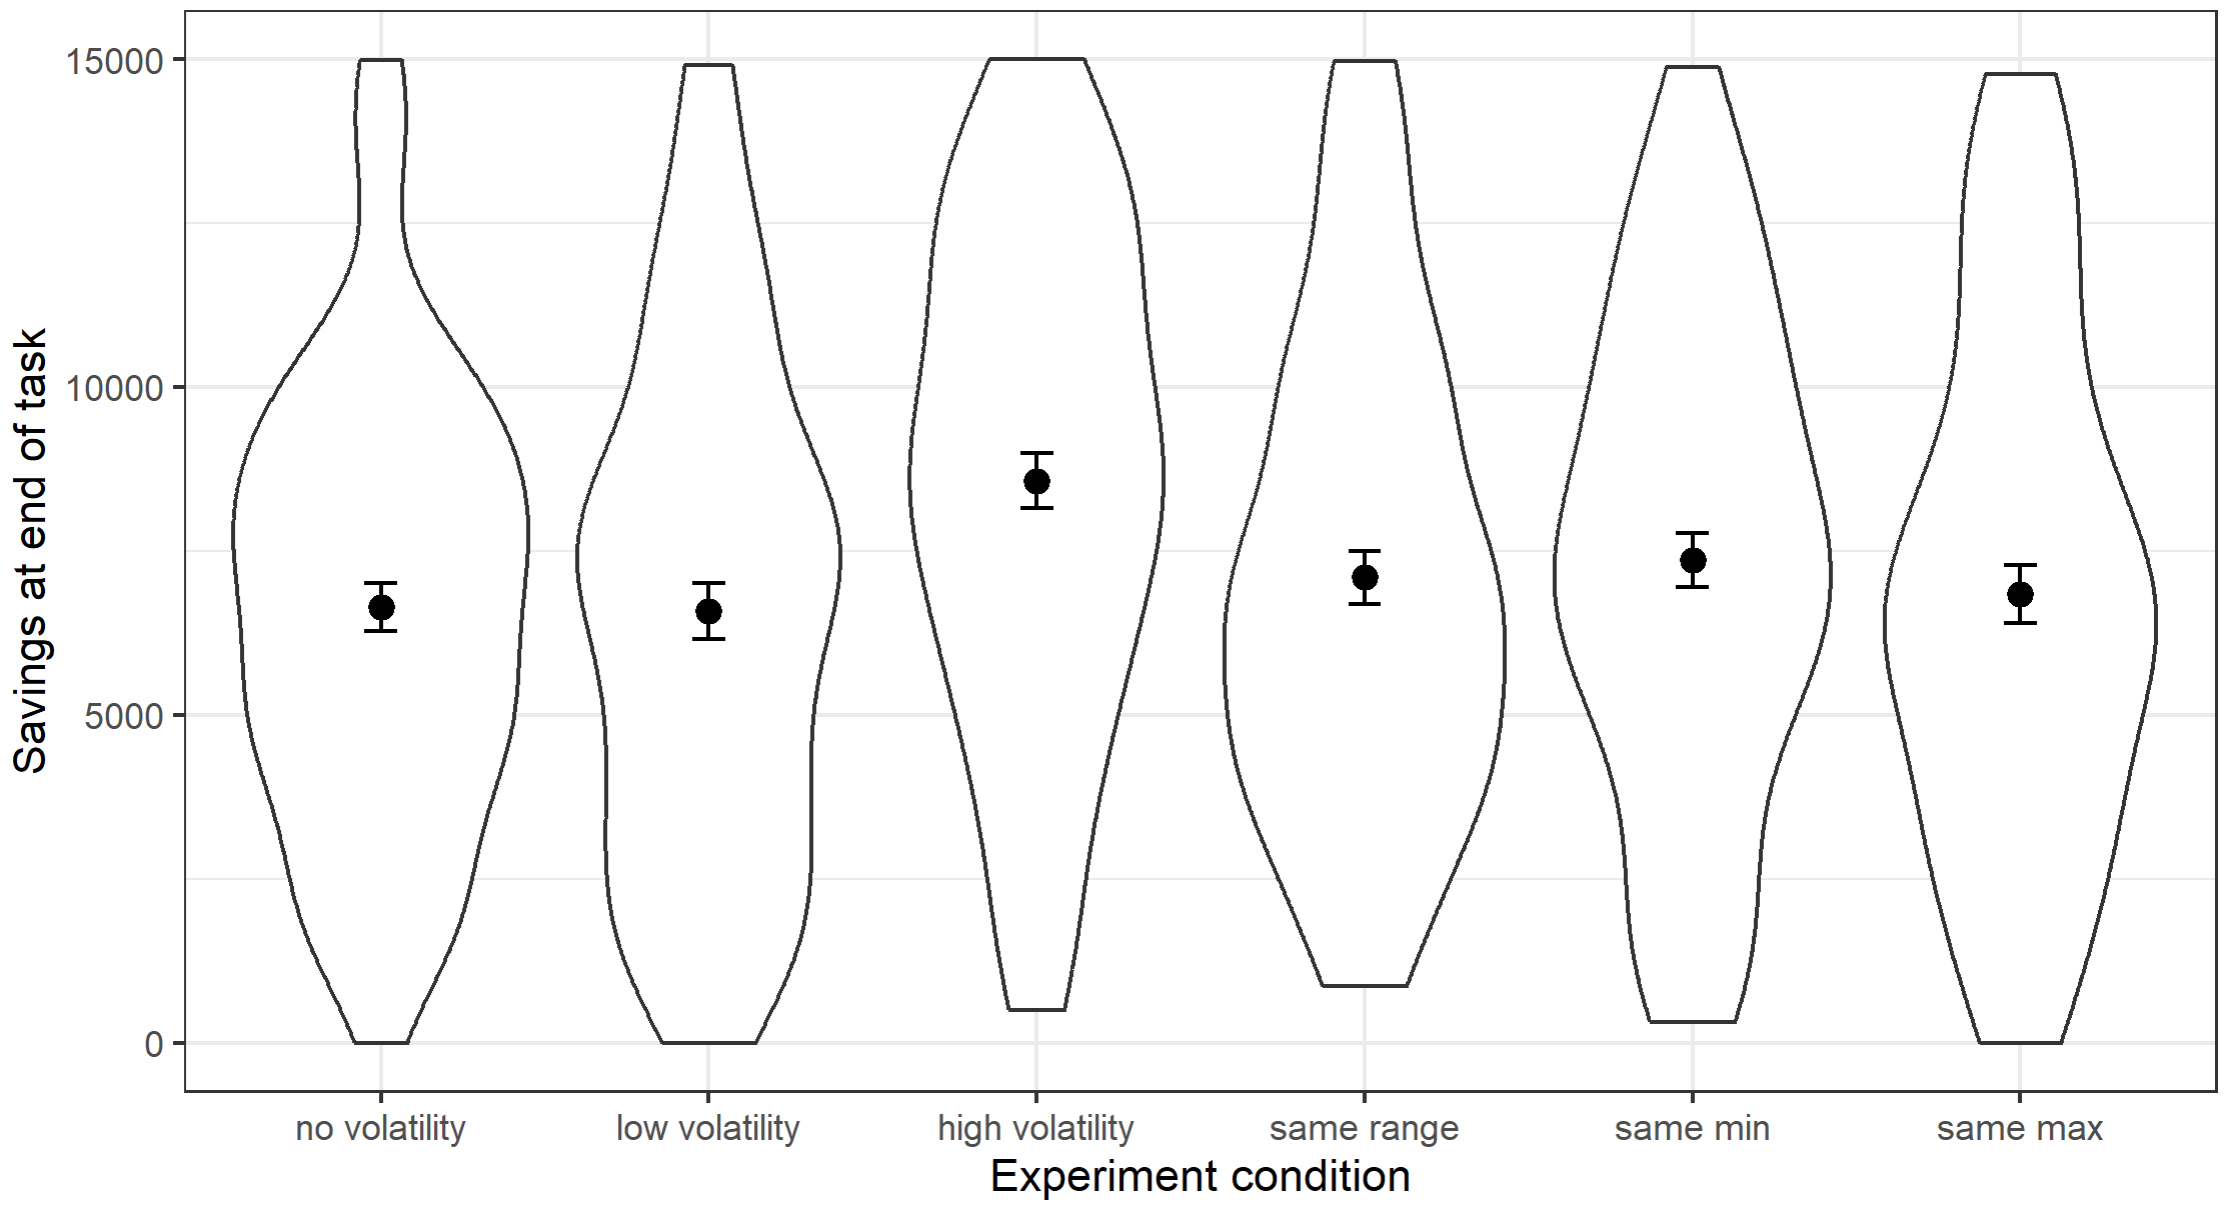 Savings at end of task
15000
10000
5000
0
no volatility low volatility high volatility same range same min same max
Experiment condition